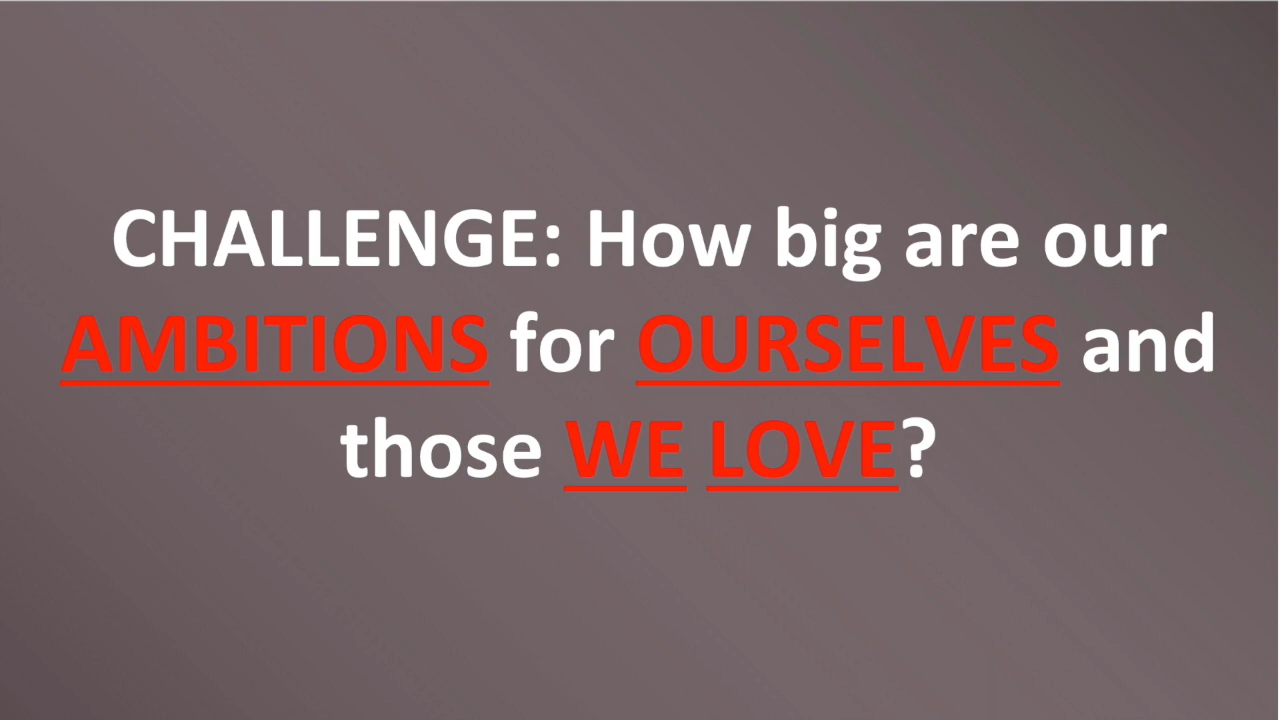 CHALLENGE: How big are our
AMBITIONS for OURSELVES and
those WE LOVE?